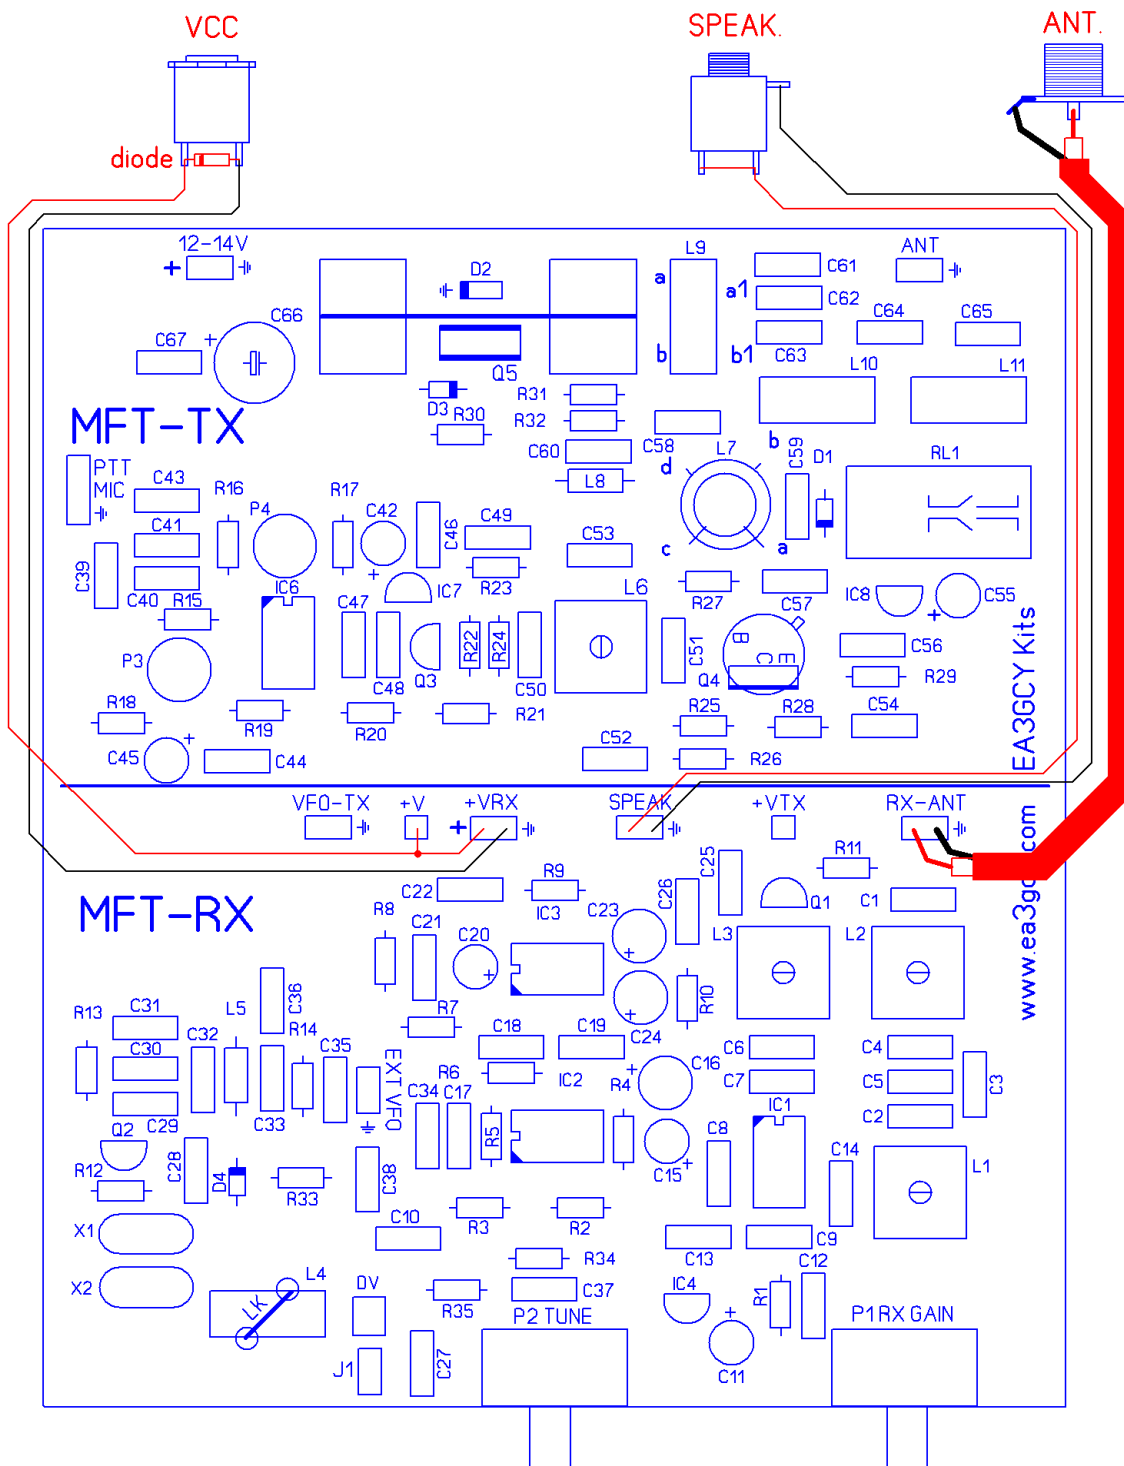 VCC
SPEAK.
ANT.
diode
12-14V
+
D2
L9
a
b
C61
a1
C62
b1
C63
ANT
C64
C65
C66
+
C67
Q5
L10
L11
D3
R30
R31
R32
C60
C58
b
MFT-TX
PTT
MIC
C43
R16
P4
R17
C42
+
C46
C49
L8
d
L7
c
a
C59
D1
RL1
C41
C39
C40
R15
IC6
IC7
R23
C53
L6
R27
C57
IC8
+
C55
P3
C47
C48
Q3
R22
R24
C50
C51
B
C
E
Q4
C56
R29
EA3GCY Kits
R18
R19
R20
R21
R25
R28
C54
C45
+
C44
C52
R26
VFO-TX
+V
+VRX
+
SPEAK
+VTX
RX-ANT
www.ea3gc .com
MFT-RX
C22
R9
IC3
C23
+
C26
C25
Q1
R11
C1
R8
C21
C20
+
L3
L2
C24
+
R10
R13
C31
L5
C36
R14
R7
C18
C19
C30
C32
C35
EXT VFO
R6
IC2
R4
+
C16
C6
C7
C4
C5
C2
C3
C29
C33
C34
C17
R5
IC1
Q2
C28
D4
R12
R33
C38
C15
+
C8
C14
L1
X1
C10
R3
R2
C13
C9
X2
L4
LK
DV
R34
R35
C37
IC4
R1
C12
J1
C27
P2 TUNE
+
C11
P1 RX GAIN